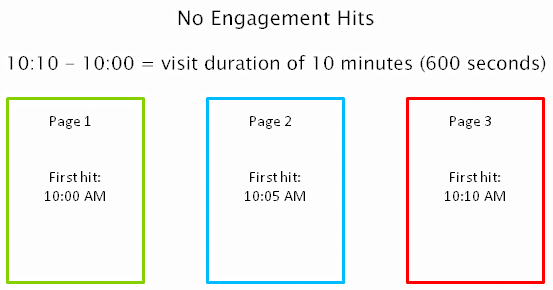 No Engagement Hits
10:10 – 10:00 = visit duration of 10 minutes (600 seconds)
Page 1
First hit:
10:00 AM
Page 2
First hit:
10:05 AM
Page 3
First hit:
10:10 AM